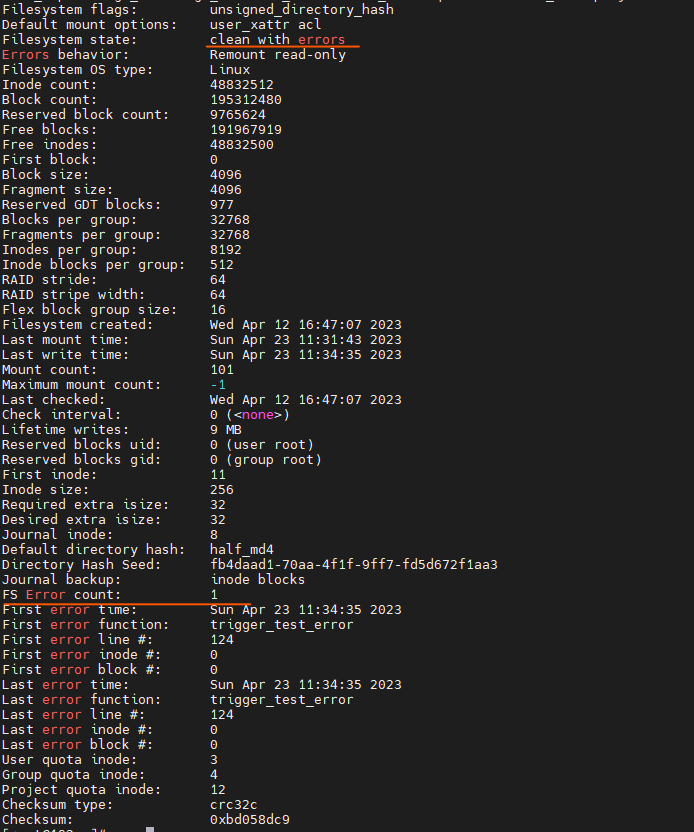 Filesystem flags:         unsigned_directory_hash
Default mount options:    user_xattr acl
Filesystem state:         clean with errors
Errors behavior:          Remount read-only
Filesystem OS type:       Linux
Inode count:              48832512
Block count:              195312480
Reserved block count:     9765624
Free blocks:              191967919
Free inodes:              48832500
First block:              0
Block size:               4096
Fragment size:            4096
Reserved GDT blocks:      977
Blocks per group:         32768
Fragments per group:      32768
Inodes per group:         8192
Inode blocks per group:   512
RAID stride:              64
RAID stripe width:        64
Flex block group size:    16
Filesystem created:       Wed Apr 12 16:47:07 2023
Last mount time:          Sun Apr 23 11:31:43 2023
Last write time:          Sun Apr 23 11:34:35 2023
Mount count:              101
Maximum mount count:      -1
Last checked:             Wed Apr 12 16:47:07 2023
Check interval:           0 (<none>)
Lifetime writes:          9 MB
Reserved blocks uid:      0 (user root)
Reserved blocks gid:      0 (group root)
First inode:              11
Inode size:               256
Required extra isize:     32
Desired extra isize:      32
Journal inode:            8
Default directory hash:   half_md4
Directory Hash Seed:      fb4daad1-70aa-4f1f-9ff7-fd5d672f1aa3
Journal backup:           inode blocks
FS Error count:           1
First error time:         Sun Apr 23 11:34:35 2023
First error function:     trigger_test_error
First error line #:       124
First error inode #:      0
First error block #:      0
Last error time:          Sun Apr 23 11:34:35 2023
Last error function:      trigger_test_error
Last error line #:        124
Last error inode #:       0
Last error block #:       0
User quota inode:         3
Group quota inode:        4
Project quota inode:      12
Checksum type:            crc32c
Checksum:                 0xbd058dc9